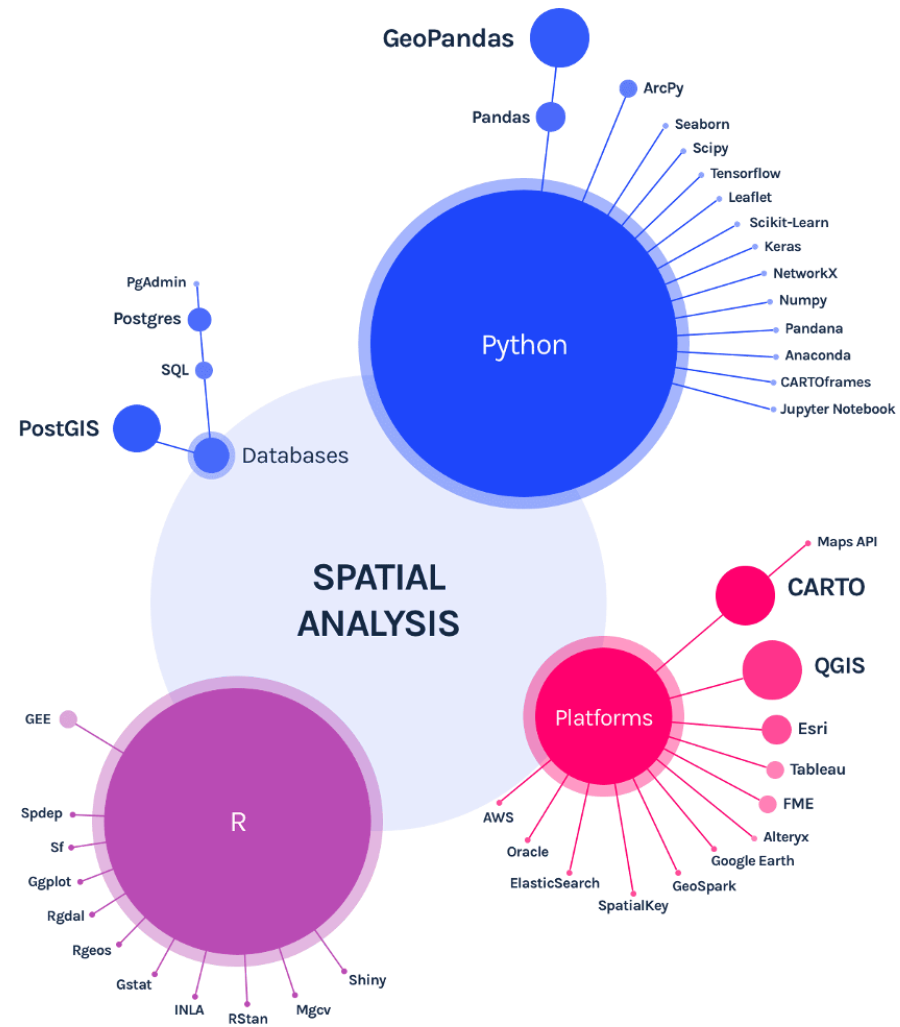 GeoPandas
Pandas
ArcPy
Seaborn
Scipy
Tensorflow
Leaflet
Scikit-Learn
Keras
NetworkX
Numpy
Pandana
Anaconda
CARTOframes
Jupyter Notebook
Python
PgAdmin
Postgres
SQL
PostGIS
Databases
SPATIAL
ANALYSIS
Maps API
CARTO
QGIS
Esri
Tableau
FME
Alteryx
Google Earth
GeoSpark
SpatialKey
ElasticSearch
Oracle
AWS
Platforms
GEE
R
Spdep
Sf
Ggplot
Rgdal
Rgeos
Gstat
INLA
RStan
Mgcv
Shiny